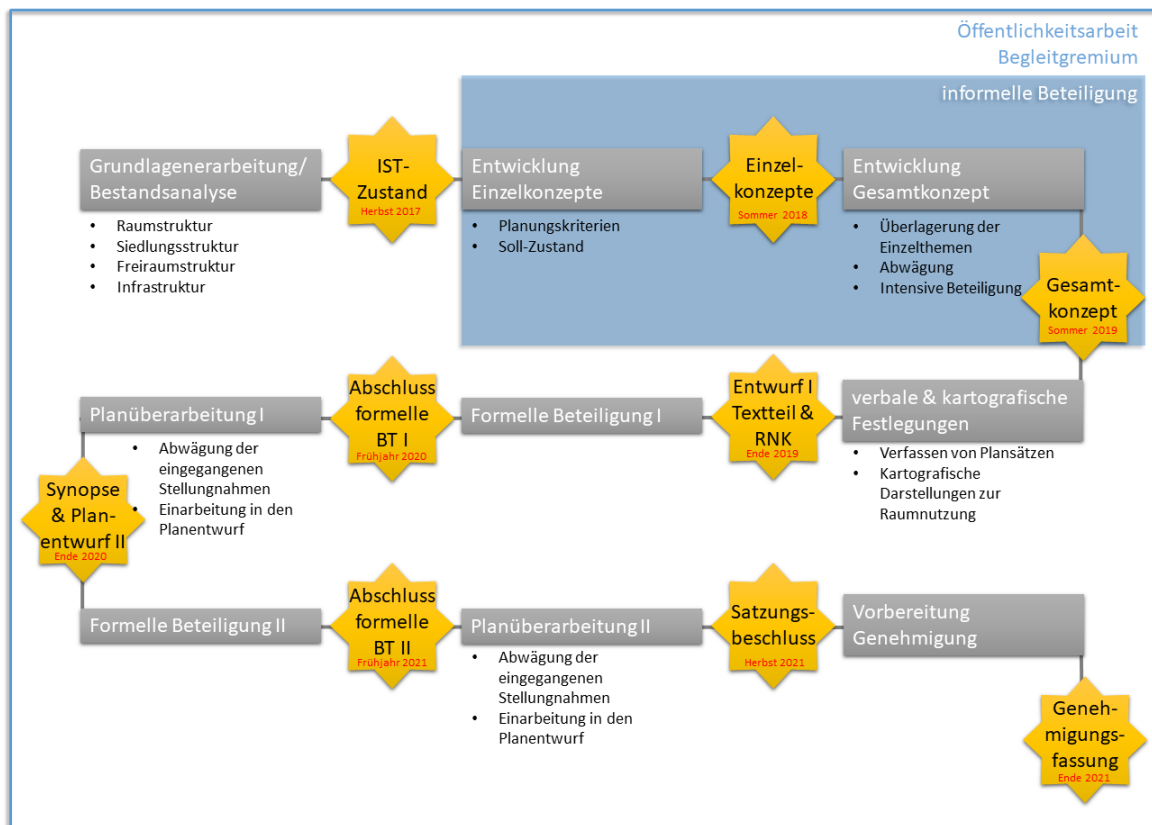 Öffentlichkeitsarbeit
Begleitgremium
informelle Beteiligung
Grundlagenerarbeitung/
Bestandsanalyse
• Raumstruktur
• Siedlungsstruktur
• Freiraumstruktur
• Infrastruktur
IST-
Zustand
Herbst 2017
Entwicklung
Einzelkonzepte
• Planungskriterien
• Soll-Zustand
Einzel-
konzepte
Sommer 2018
Entwicklung
Gesamtkonzept
• Überlagerung der
Einzelthemen
• Abwägung
• Intensive Beteiligung
Gesamt-
konzept
Sommer 2019
verbale & kartografische
Festlegungen
• Verfassen von Plansätzen
• Kartografische
Darstellungen zur
Raumnutzung
Entwurf I
Textteil &
RNK
Ende 2019
Formelle Beteiligung I
Abschluss
formelle
BT I
Frühjahr 2020
Planüberarbeitung I
• Abwägung der
eingegangenen
Stellungnahmen
• Einarbeitung in den
Planentwurf
Synopse
& Plan-
entwurf II
Ende 2020
Formelle Beteiligung II
Abschluss
formelle
BT II
Frühjahr 2021
Planüberarbeitung II
• Abwägung der
eingegangenen
Stellungnahmen
• Einarbeitung in den
Planentwurf
Satzungs-
beschluss
Herbst 2021
Vorbereitung
Genehmigung
Geneh-
migungs-
fassung
Ende 2021